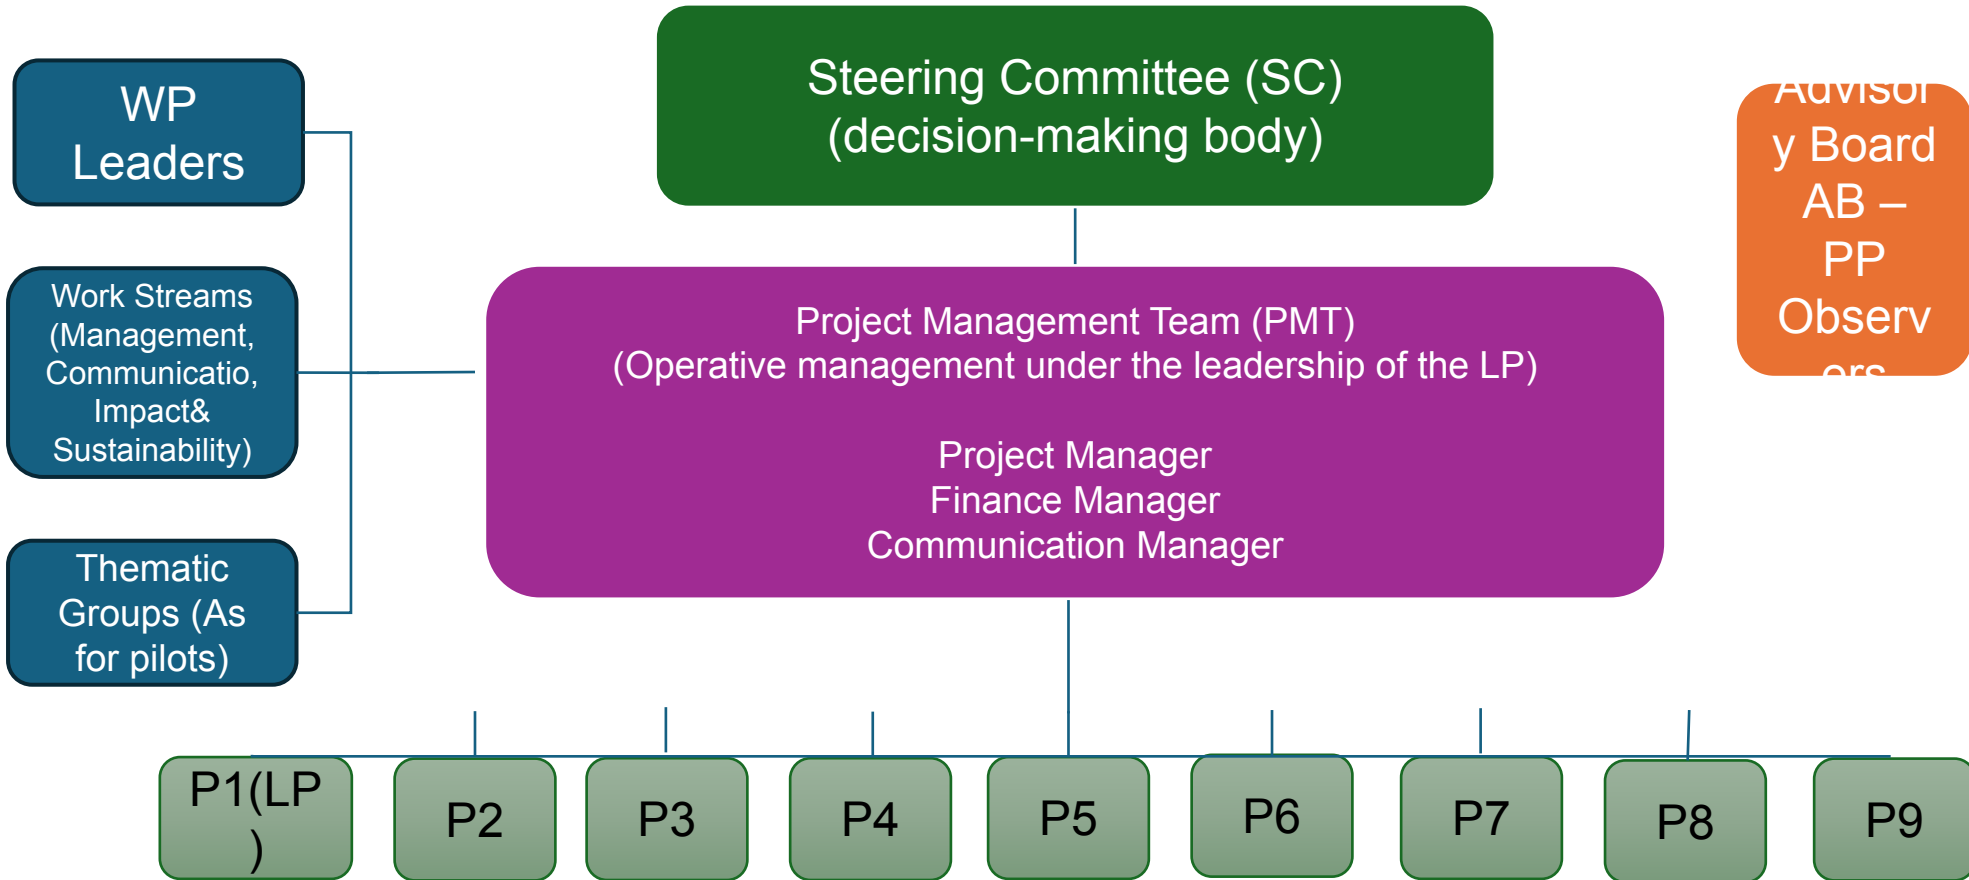 WP
Leaders
Steering Committee (SC)
(decision-making body)
Advisor
y Board
AB –
PP
Observ
ers
Work Streams
(Management,
Communicatio,
Impact&
Sustainability)
Project Management Team (PMT)
(Operative management under the leadership of the LP)
Project Manager
Finance Manager
Communication Manager
Thematic
Groups (As
for pilots)
P1(LP
)
P2
P3
P4
P5
P6
P7
P8
P9